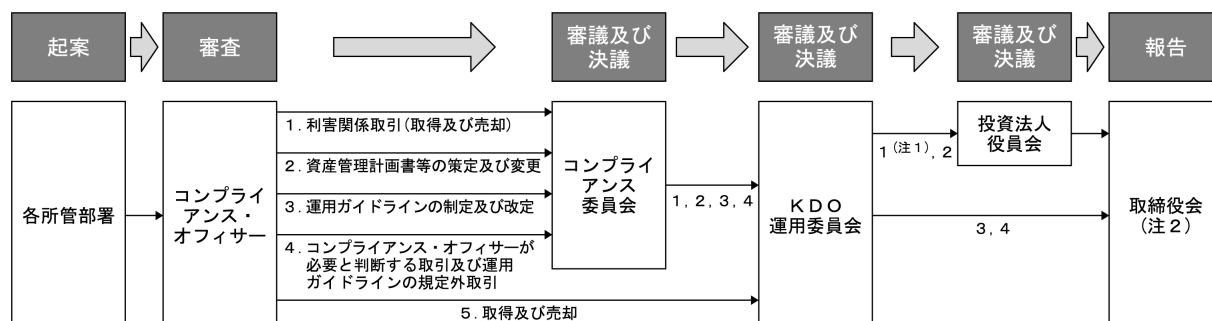 起案
審査
審議及び
決議
審議及び
決議
審議及び
決議
報告
各所管部署
コンプライ
アンス・
オフィサー
1. 利害関係取引(取得及び売却)
2. 資産管理計画書等の策定及び変更
3. 運用ガイドラインの制定及び改定
4. コンプライアンス・オフィサーが
必要と判断する取引及び運用
ガイドラインの規定外取引
5. 取得及び売却
コンプライ
アンス
委員会
1, 2, 3, 4
KDO
運用委員会
1(注1), 2
投資法人
役員会
3, 4
取締役会
(注2)